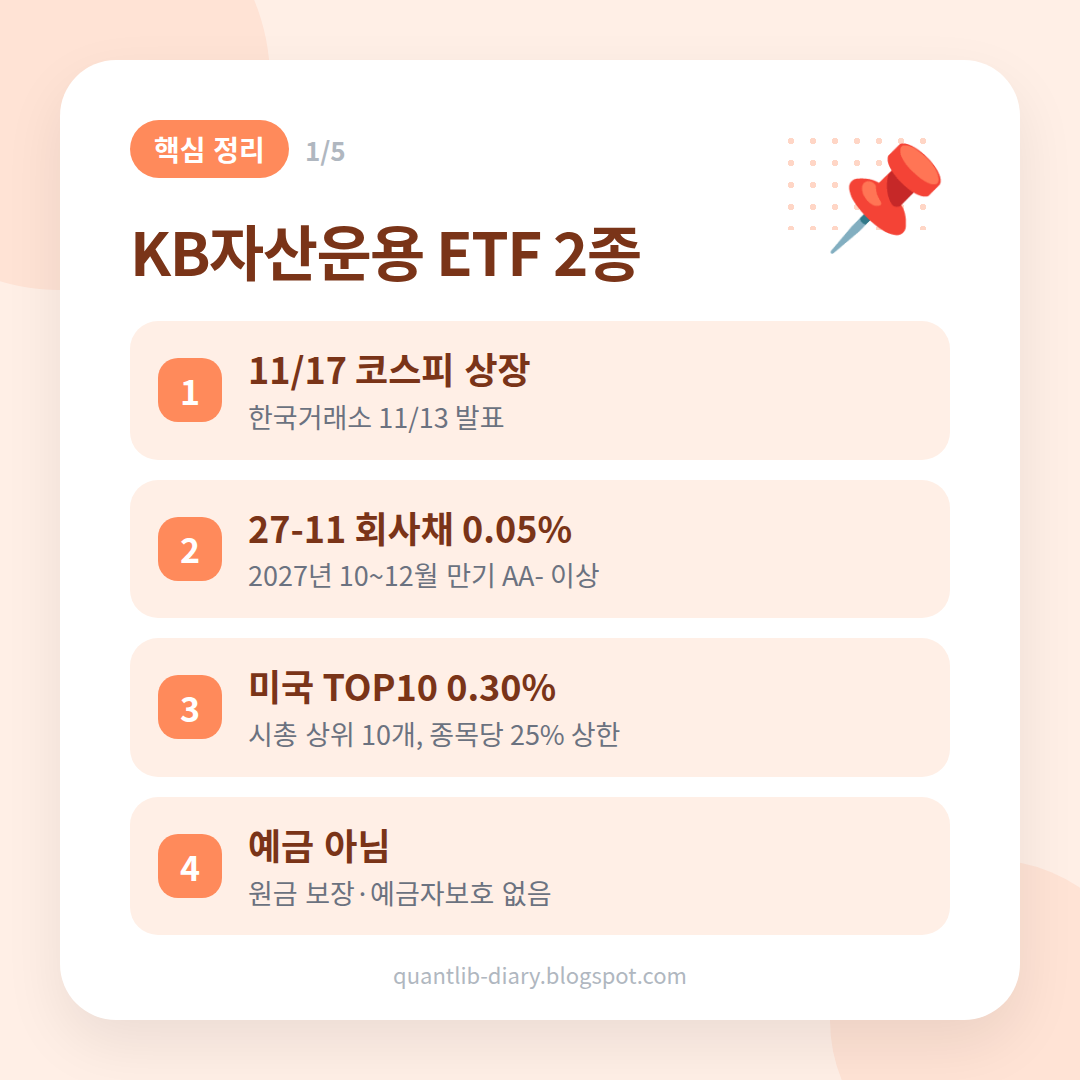 핵심 정리 1/5
KB자산운용 ETF 2종
1
11/17 코스피 상장
한국거래소 11/13 발표
2
27-11 회사채 0.05%
2027년 10~12월 만기 AA- 이상
3
미국 TOP10 0.30%
시총 상위 10개, 종목당 25% 상한
4
예금 아님
원금 보장·예금자보호 없음
quantlib-diary.blogspot.com